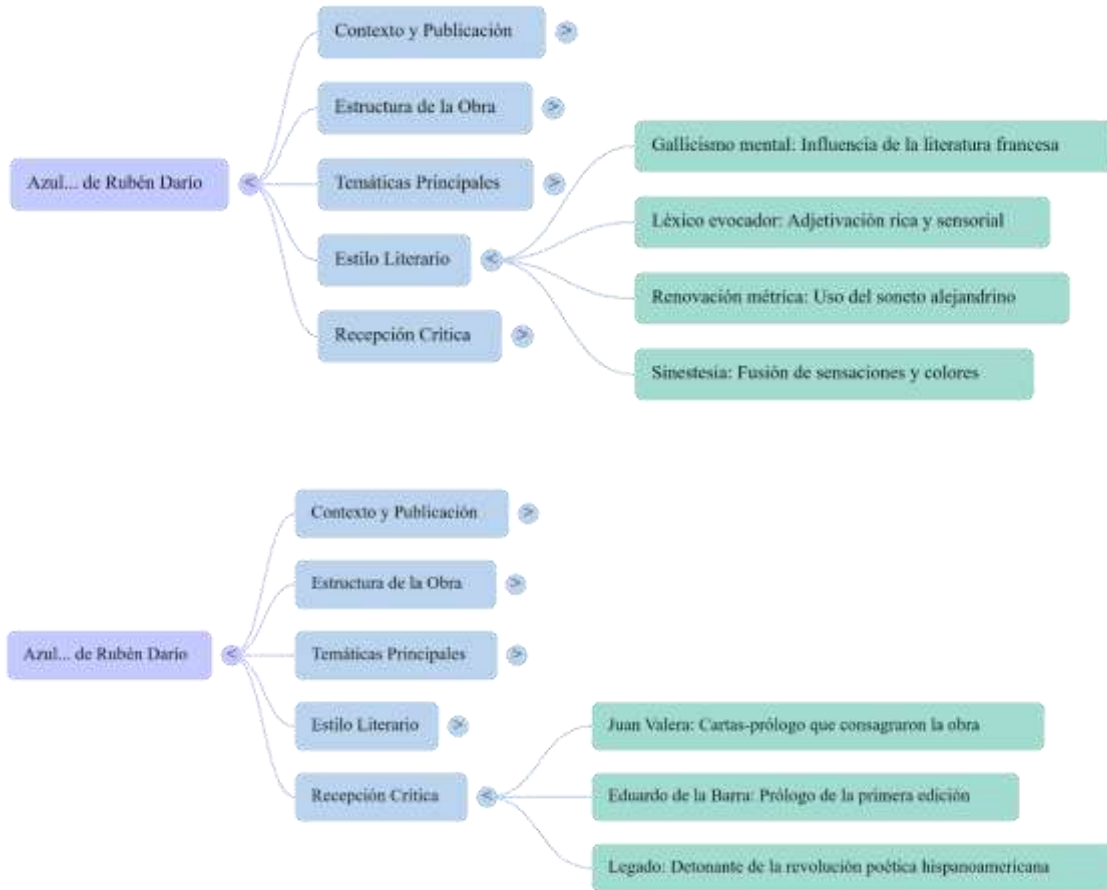 Contexto y Publicación >
Estructura de la Obra >
Gallicismo mental: Influencia de la literatura francesa
Azul... de Rubén Darío <
Temáticas Principales >
Léxico evocador: Adjetivación rica y sensorial
Estilo Literario <
Renovación métrica: Uso del soneto alejandrino
Recepción Crítica >
Sinestesia: Fusión de sensaciones y colores
Contexto y Publicación >
Estructura de la Obra >
Azul... de Rubén Darío <
Temáticas Principales >
Estilo Literario >
Juan Valera: Cartas-prólogo que consagraron la obra
Recepción Crítica <
Eduardo de la Barra: Prólogo de la primera edición
Legado: Detonante de la revolución poética hispanoamericana